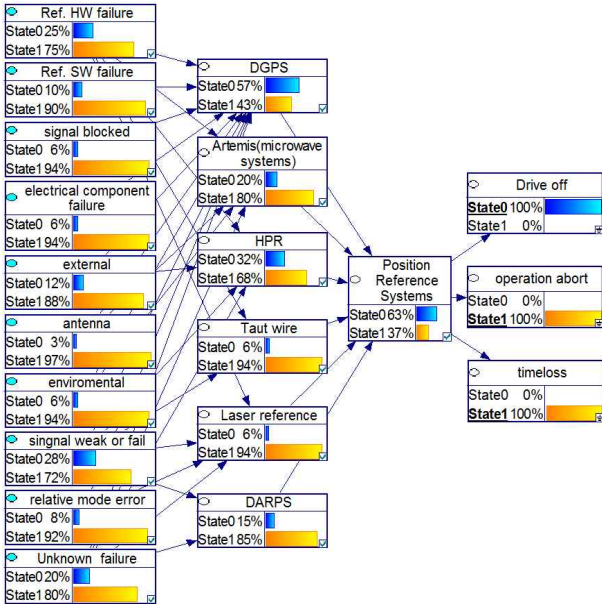 Ref. HW failure
State0 25%
State1 75%
Ref. SW failure
State0 10%
State1 90%
signal blocked
State0 6%
State1 94%
electrical component
failure
State0 6%
State1 94%
external
State0 12%
State1 88%
antenna
State0 3%
State1 97%
enviromental
State0 6%
State1 94%
singnal weak or fail
State0 28%
State1 72%
relative mode error
State0 8%
State1 92%
Unknown failure
State0 20%
State1 80%
DGPS
State0 57%
State1 43%
Artemis(microwave
systems)
State0 20%
State1 80%
HPR
State0 32%
State1 68%
Taut wire
State0 6%
State1 94%
Laser reference
State0 6%
State1 94%
DARPS
State0 15%
State1 85%
Position
Reference
Systems
State0 63%
State1 37%
Drive off
State0 100%
State1 0%
operation abort
State0 0%
State1 100%
timeloss
State0 0%
State1 100%